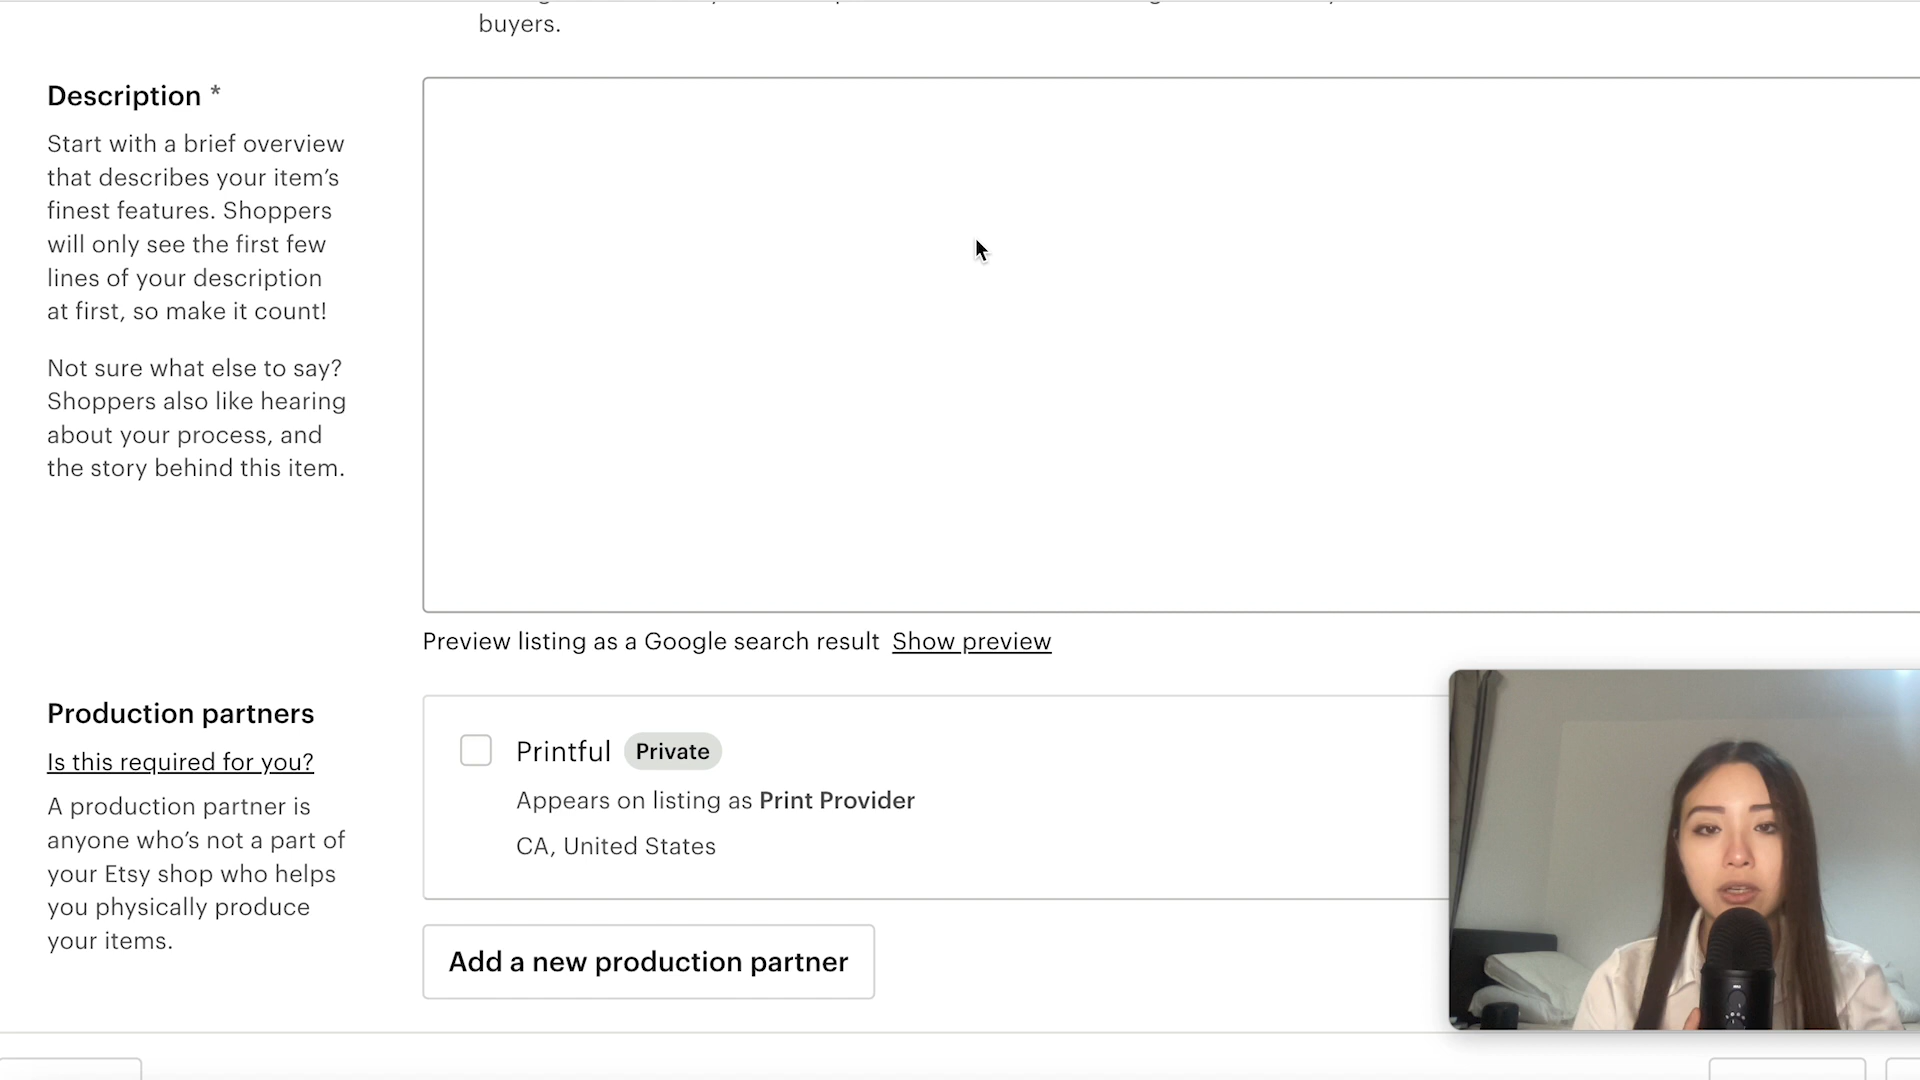 buyers.
Description *
Start with a brief overview
that describes your item’s
finest features. Shoppers
will only see the first few
lines of your description
at first, so make it count!
Not sure what else to say?
Shoppers also like hearing
about your process, and
the story behind this item.
Preview listing as a Google search result Show preview
Production partners
Is this required for you?
A production partner is
anyone who’s not a part of
your Etsy shop who helps
you physically produce
your items.
Printful Private
Appears on listing as Print Provider
CA, United States
Add a new production partner